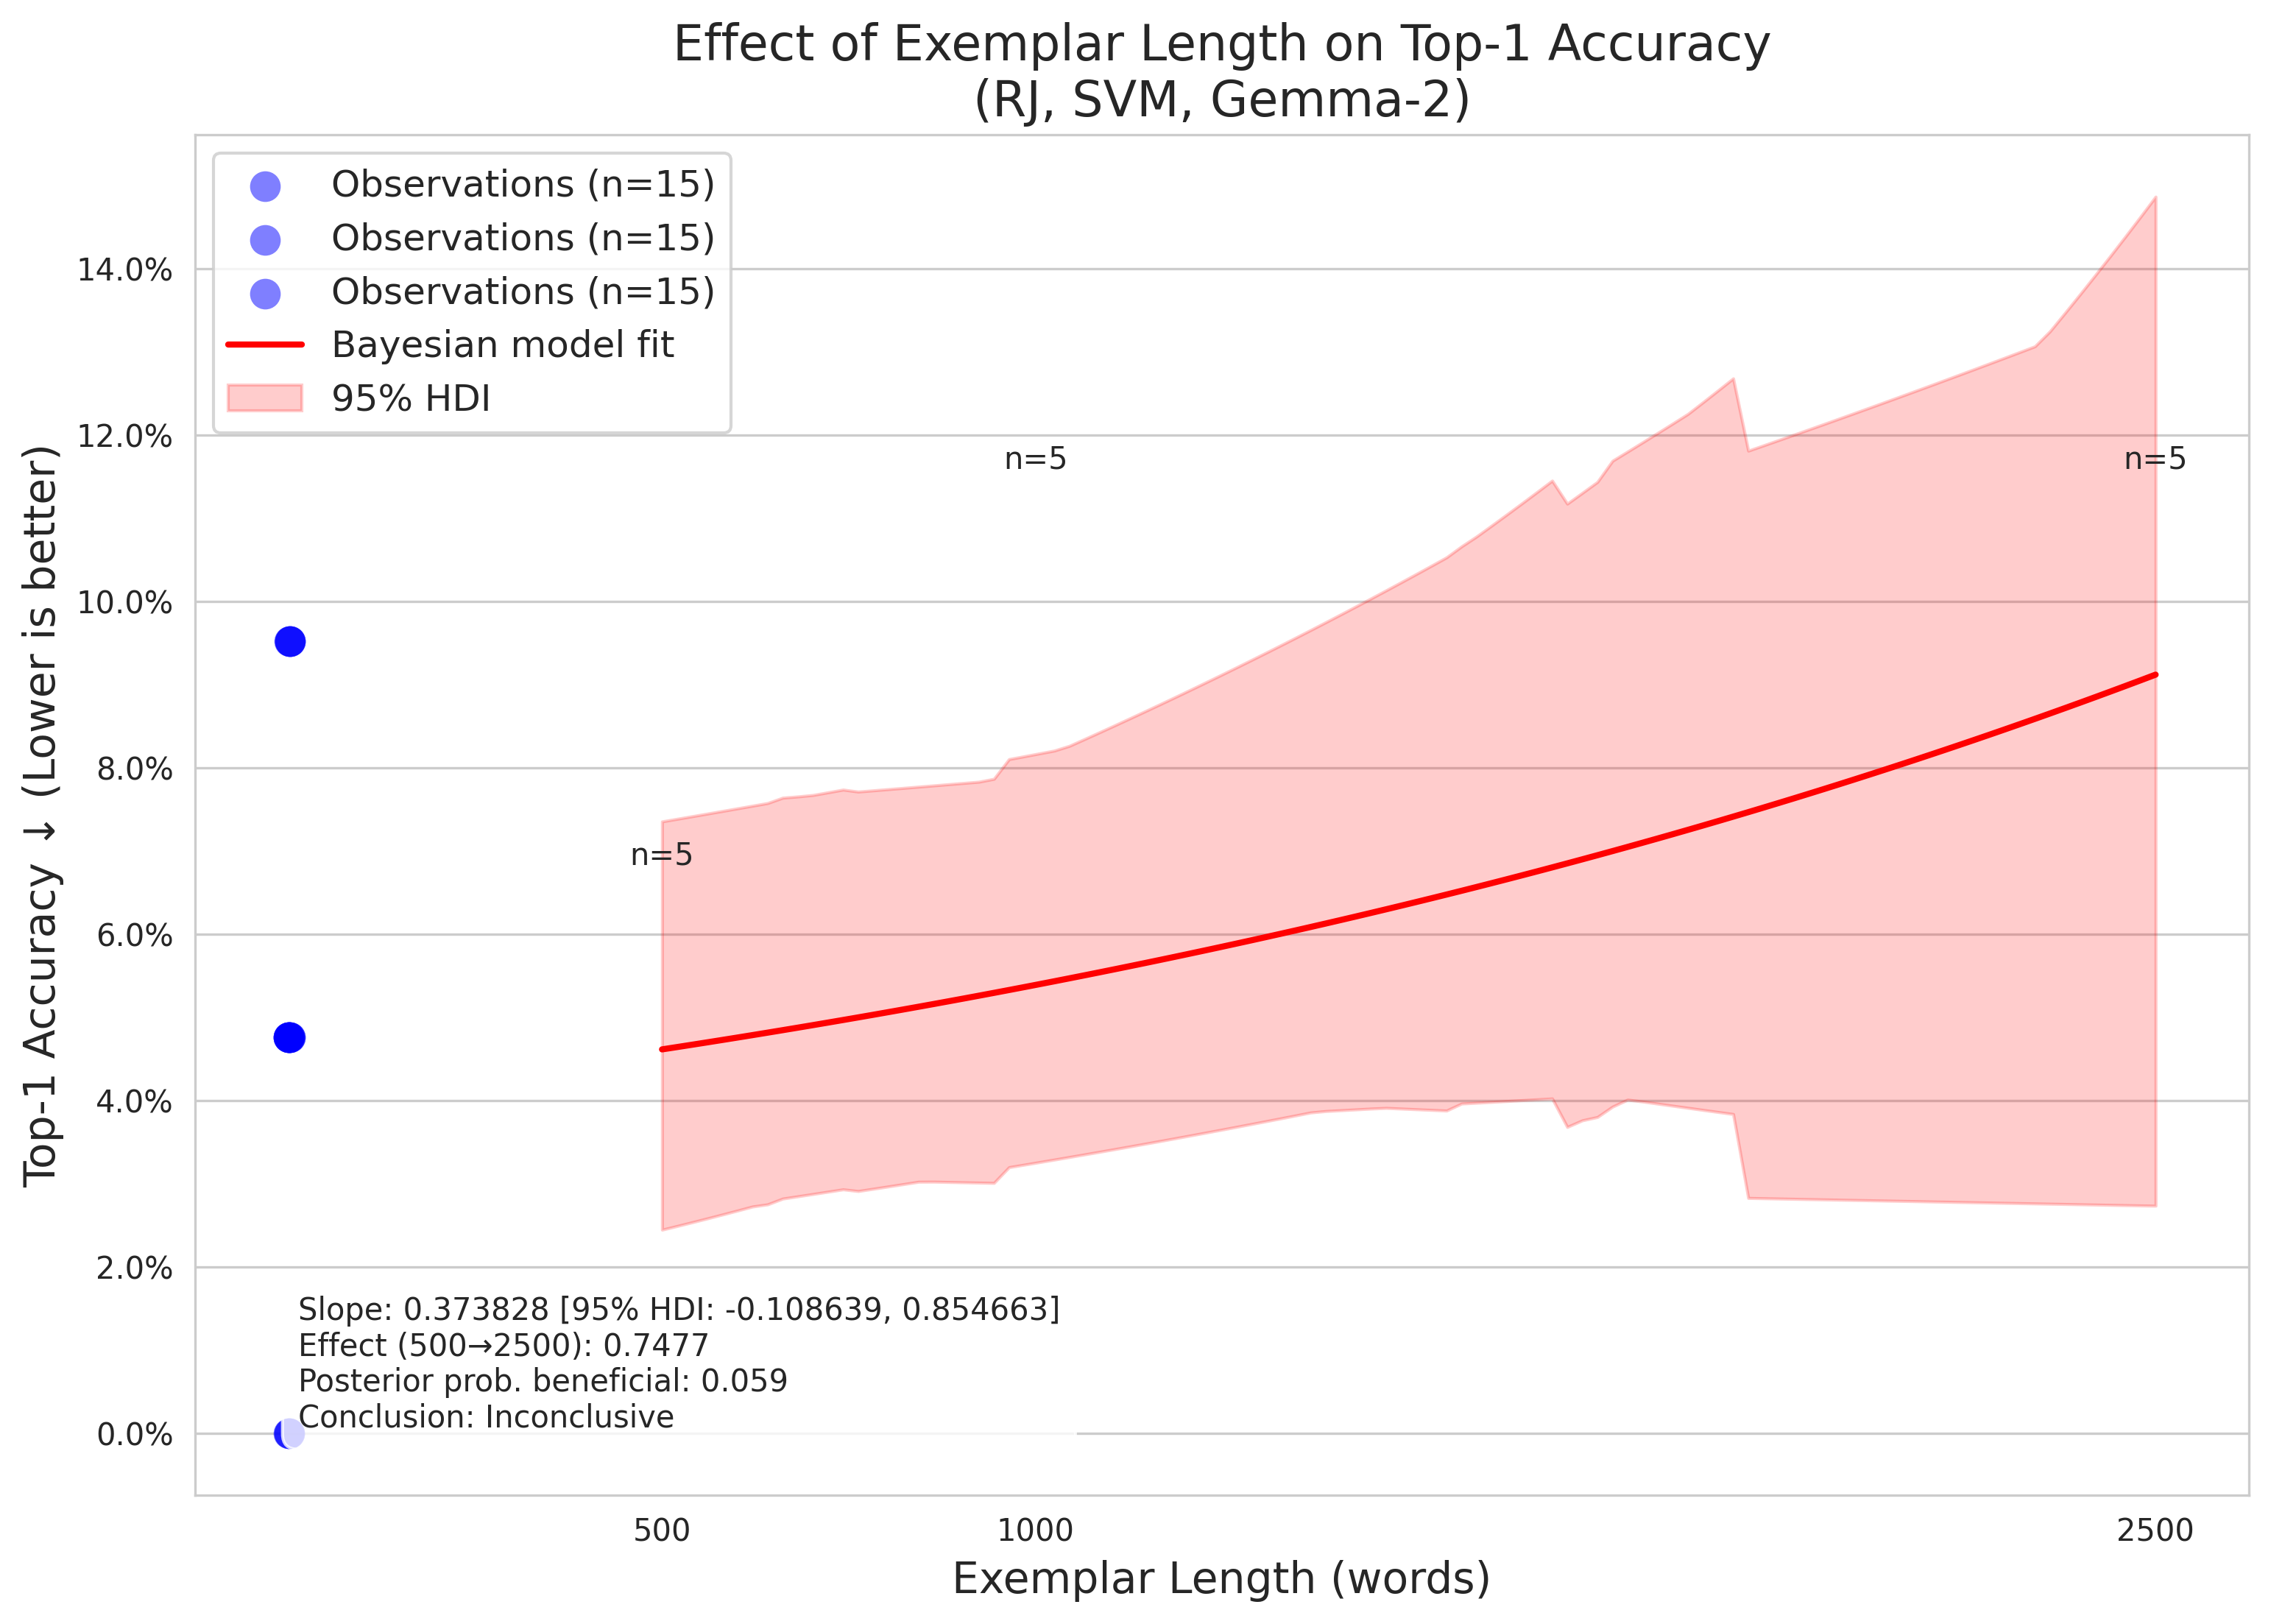 Effect of Exemplar Length on Top-1 Accuracy
(RJ, SVM, Gemma-2)
Observations (n=15)
Observations (n=15)
Observations (n=15)
Bayesian model fit
95% HDI
Top-1 Accuracy ↓ (Lower is better)
14.0%
12.0%
10.0%
8.0%
6.0%
4.0%
2.0%
0.0%
n=5
n=5
n=5
Slope: 0.373828 [95% HDI: -0.108639, 0.854663]
Effect (500→2500): 0.7477
Posterior prob. beneficial: 0.059
Conclusion: Inconclusive
500
1000
2500
Exemplar Length (words)